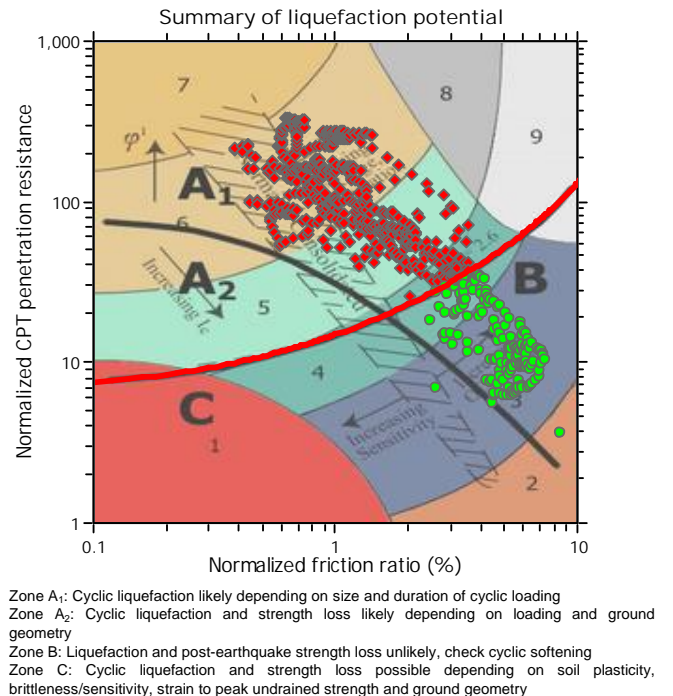 Summary of liquefaction potential
Normalized CPT penetration resistance
1,000
100
10
1
7
8
9
φ'
A1
6
A2
Increasing Ic
5
2.6
B
4
C
1
Increasing
Sensitivity
3
2
0.1
1
10
Normalized friction ratio (%)
Zone A1: Cyclic liquefaction likely depending on size and duration of cyclic loading
Zone A2: Cyclic liquefaction and strength loss likely depending on loading and ground
geometry
Zone B: Liquefaction and post-earthquake strength loss unlikely, check cyclic softening
Zone C: Cyclic liquefaction and strength loss possible depending on soil plasticity,
brittleness/sensitivity, strain to peak undrained strength and ground geometry